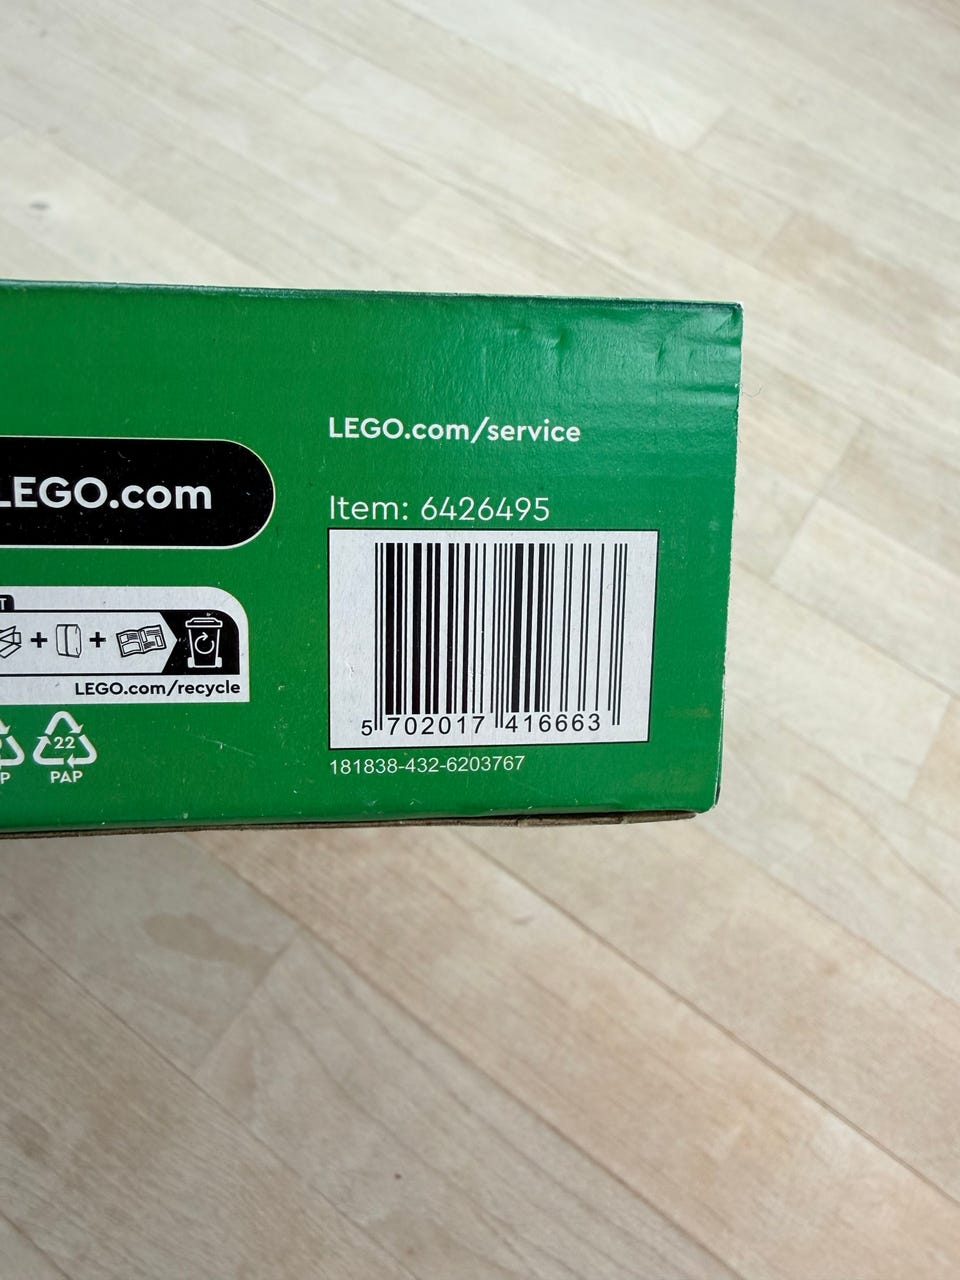 LEGO.com/service
LEGO.com
Item: 6426495
T
+ +
LEGO.com/recycle
5 702017 416663
22
P PAP
181838-432-6203767